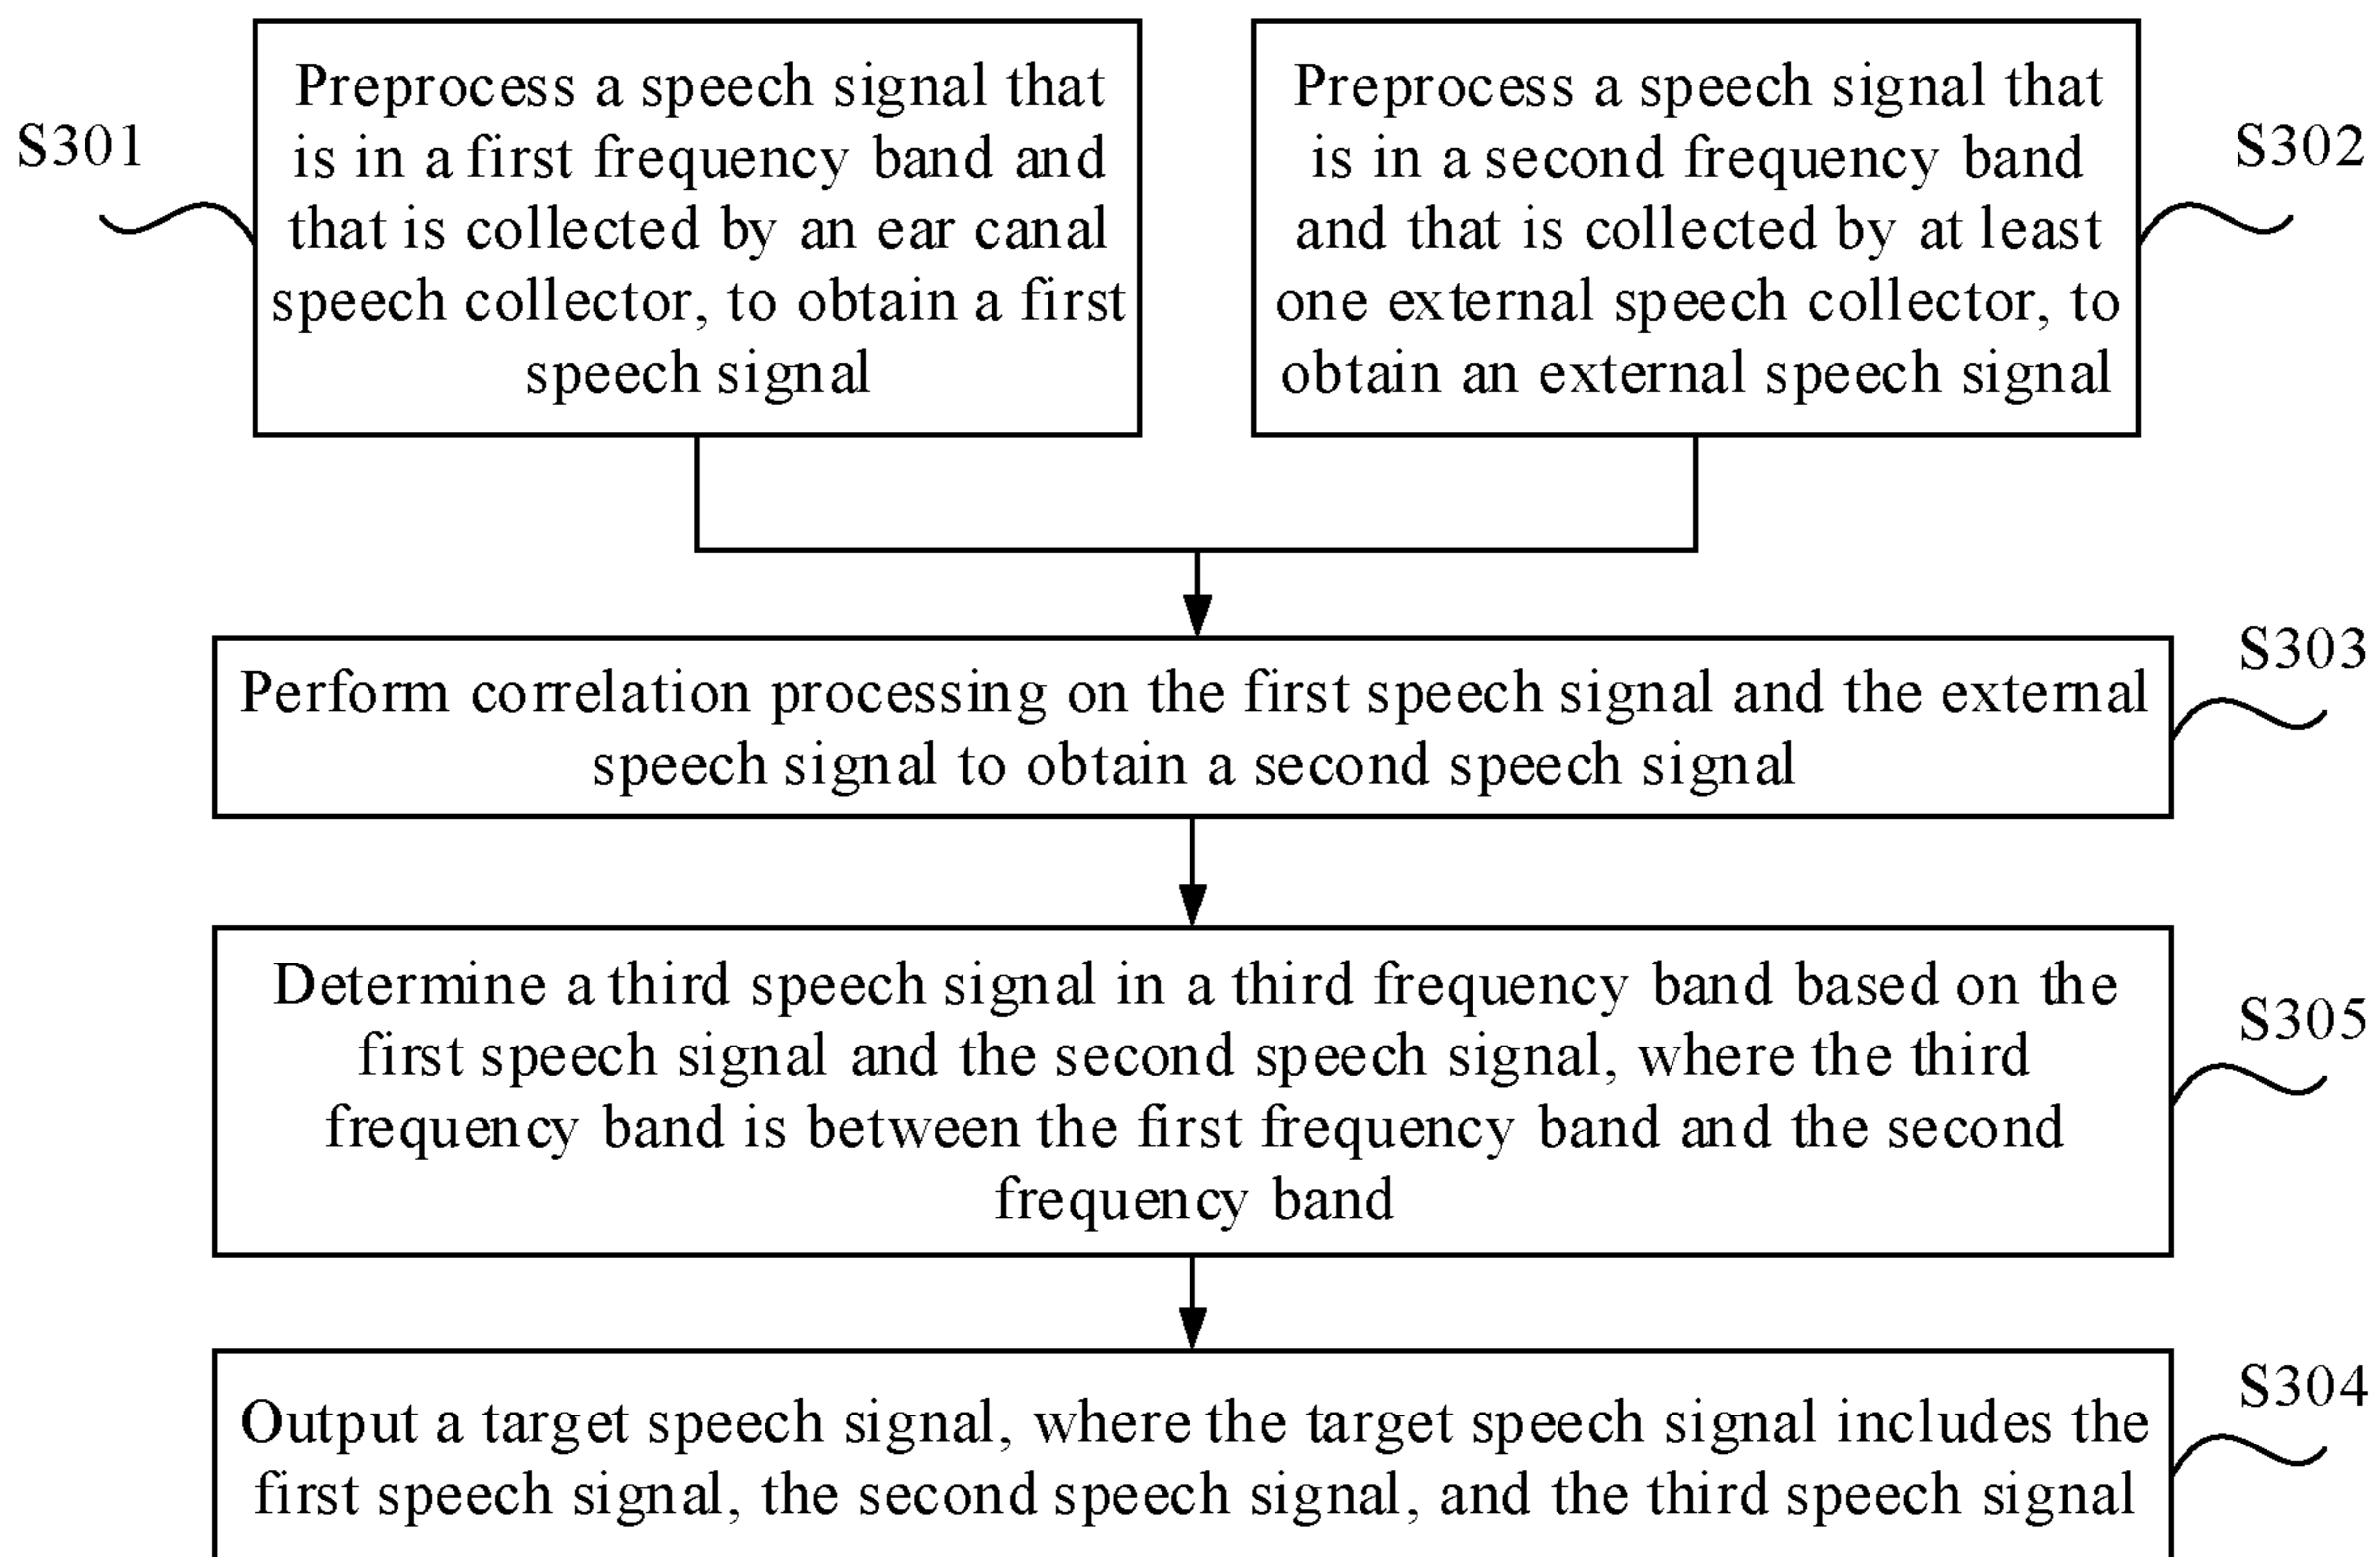 S301
Preprocess a speech signal that
is in a first frequency band and
that is collected by an ear canal
speech collector, to obtain a first
speech signal
Preprocess a speech signal that
is in a second frequency band
and that is collected by at least
one external speech collector, to
obtain an external speech signal
S302
Perform correlation processing on the first speech signal and the external
speech signal to obtain a second speech signal
S303
Determine a third speech signal in a third frequency band based on the
first speech signal and the second speech signal, where the third
frequency band is between the first frequency band and the second
frequency band
S305
Output a target speech signal, where the target speech signal includes the
first speech signal, the second speech signal, and the third speech signal
S304